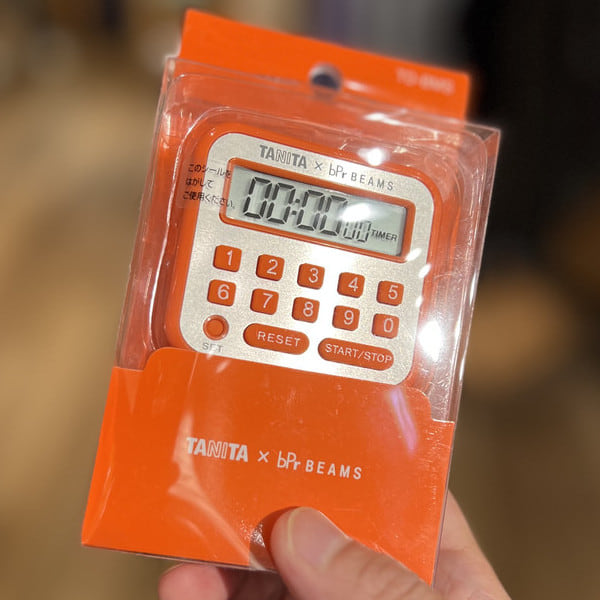 TANITA × bPr BEAMS
このシールを
はがして
ご使用ください。
00:00 00 TIMER
1 2 3 4 5
6 7 8 9 0
SET RESET START/STOP
TANITA × bPr BEAMS